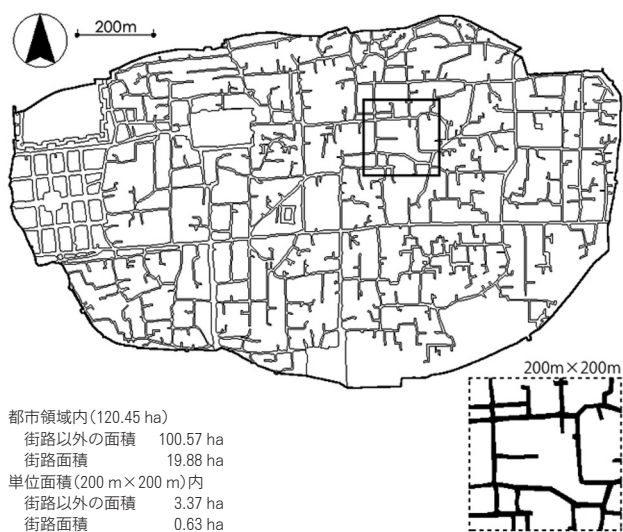 200m
200m×200m
都市領域内(120.45 ha)
街路以外の面積 100.57 ha
街路面積 19.88 ha
単位面積(200 m×200 m)内
街路以外の面積 3.37 ha
街路面積 0.63 ha